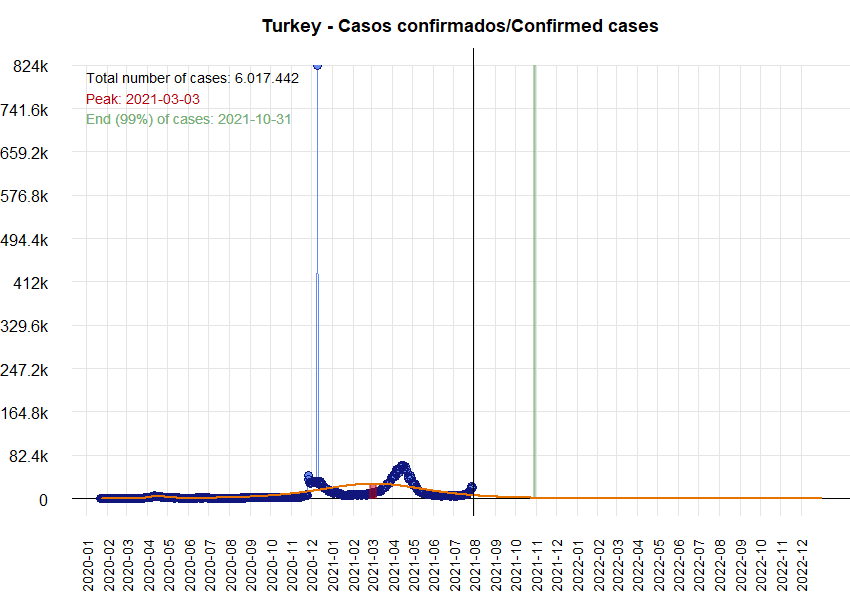 Turkey - Casos confirmados/Confirmed cases
824k
Total number of cases: 6.017.442
Peak: 2021-03-03
741.6k
End (99%) of cases: 2021-10-31
659.2k
576.8k
494.4k
412k
329.6k
247.2k
164.8k
82.4k
0
2020-01
2020-02
2020-03
2020-04
2020-05
2020-06
2020-07
2020-08
2020-09
2020-10
2020-11
2020-12
2021-01
2021-02
2021-03
2021-04
2021-05
2021-06
2021-07
2021-08
2021-09
2021-10
2021-11
2021-12
2022-01
2022-02
2022-03
2022-04
2022-05
2022-06
2022-07
2022-08
2022-09
2022-10
2022-11
2022-12